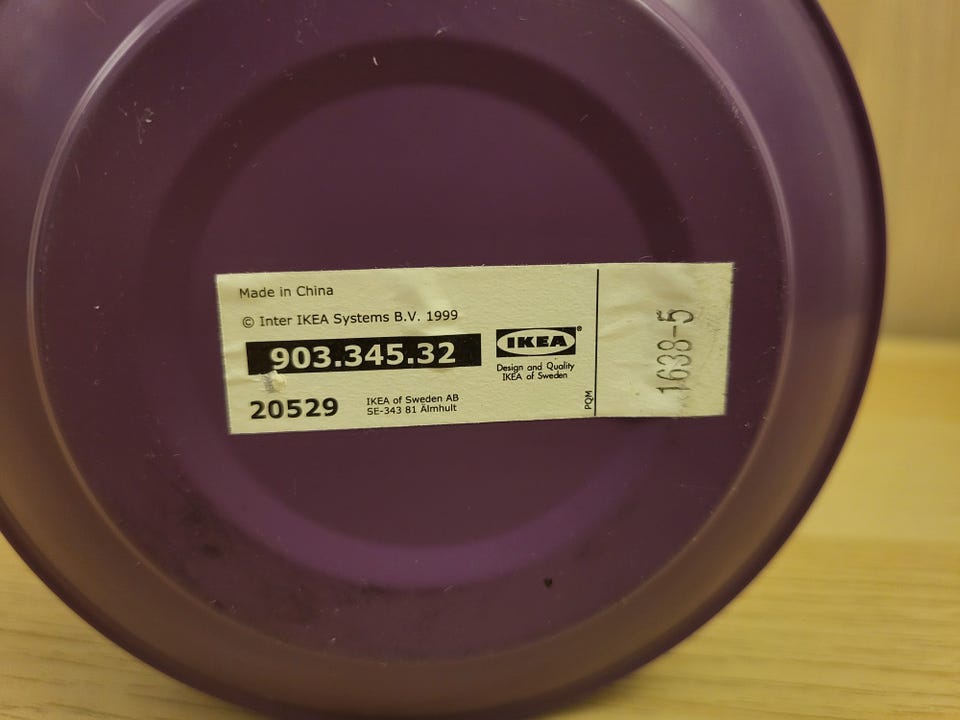 Made in China
© Inter IKEA Systems B.V. 1999
903.345.32
20529
IKEA of Sweden AB
SE-343 81 Älmhult
IKEA®
Design and Quality
IKEA of Sweden
PQM
1638-5